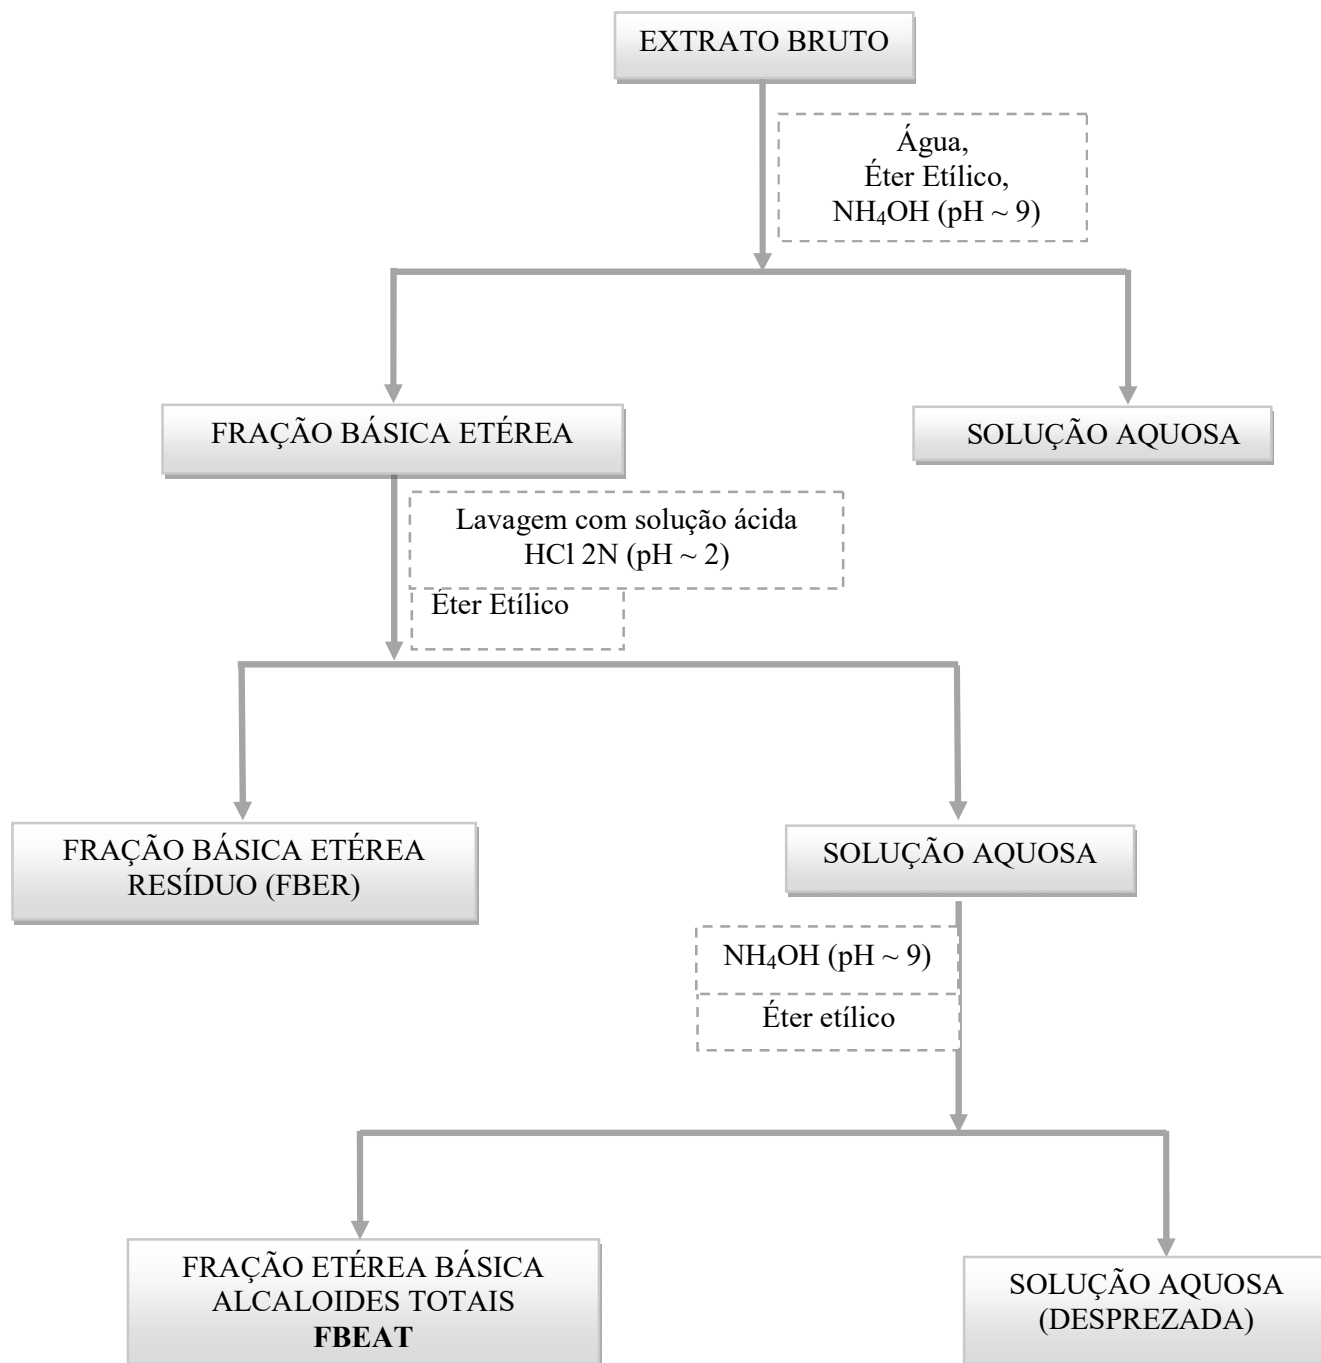 EXTRATO BRUTO
Água,
Éter Etílico,
NH₄OH (pH ~ 9)
FRAÇÃO BÁSICA ETÉREA
SOLUÇÃO AQUOSA
Lavagem com solução ácida
HCl 2N (pH ~ 2)
Éter Etílico
FRAÇÃO BÁSICA ETÉREA
RESÍDUO (FBER)
SOLUÇÃO AQUOSA
NH₄OH (pH ~ 9)
Éter etílico
FRAÇÃO ETÉREA BÁSICA
ALCALOIDES TOTAIS
FBEAT
SOLUÇÃO AQUOSA
(DESPREZADA)